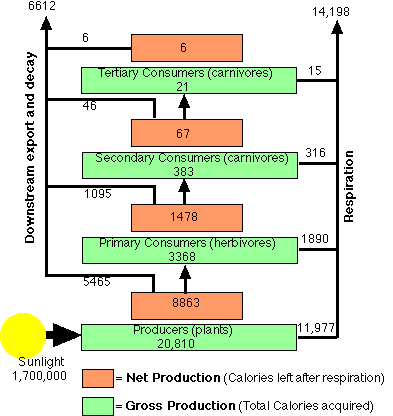 6612
14,198
6
6
Tertiary Consumers (carnivores)
21
15
46
67
Secondary Consumers (carnivores)
383
316
1095
1478
Primary Consumers (herbivores)
3368
1890
5465
8863
Producers (plants)
20,810
11,977
Downstream export and decay
Respiration
Sunlight
1,700,000
= Net Production (Calories left after respiration)
= Gross Production (Total Calories acquired)